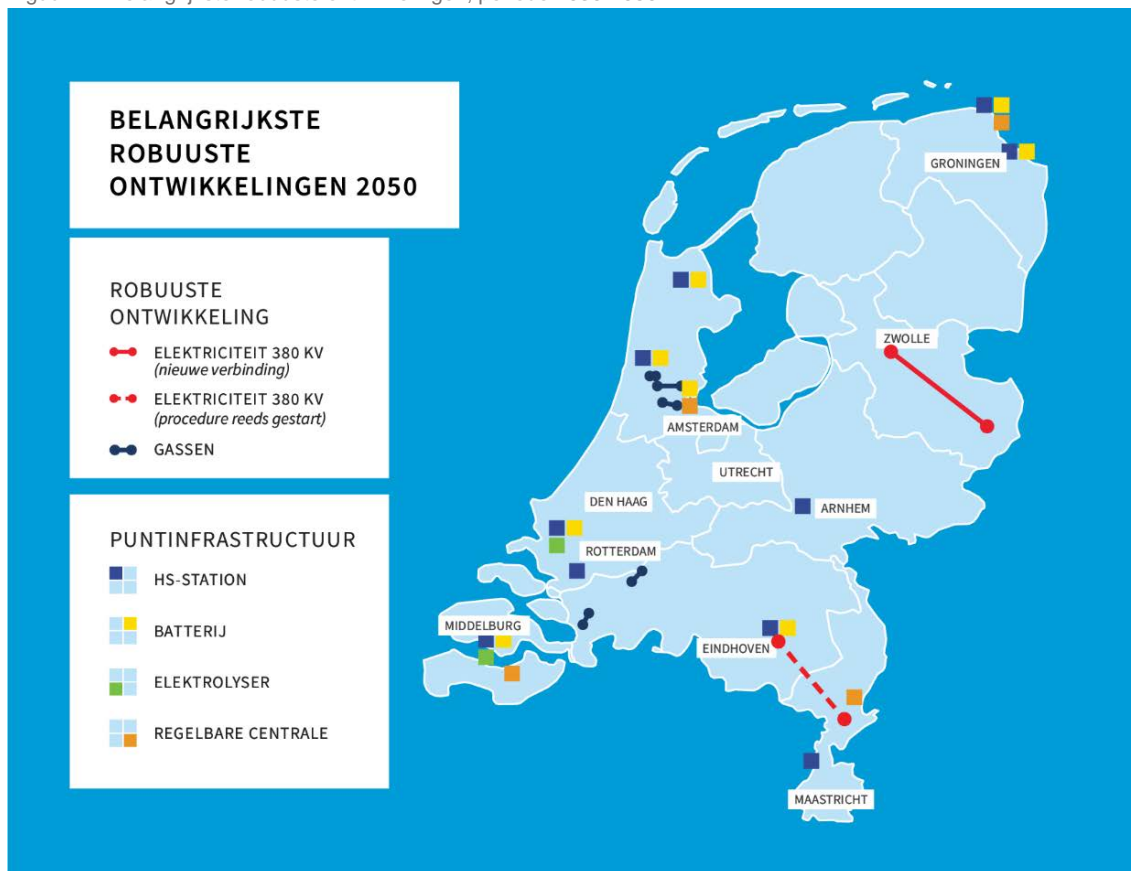 BELANGRIJKSTE
ROBUUSTE
ONTWIKKELINGEN 2050
ROBUUSTE
ONTWIKKELING
ELEKTRICITEIT 380 KV
(nieuwe verbinding)
ELEKTRICITEIT 380 KV
(procedure reeds gestart)
GASSEN
PUNTINFRASTRUCTUUR
HS-STATION
BATTERIJ
ELEKTROLYSER
REGELBARE CENTRALE
GRONINGEN
ZWOLLE
AMSTERDAM
UTRECHT
DEN HAAG
ARNHEM
ROTTERDAM
MIDDELBURG
EINDHOVEN
MAASTRICHT